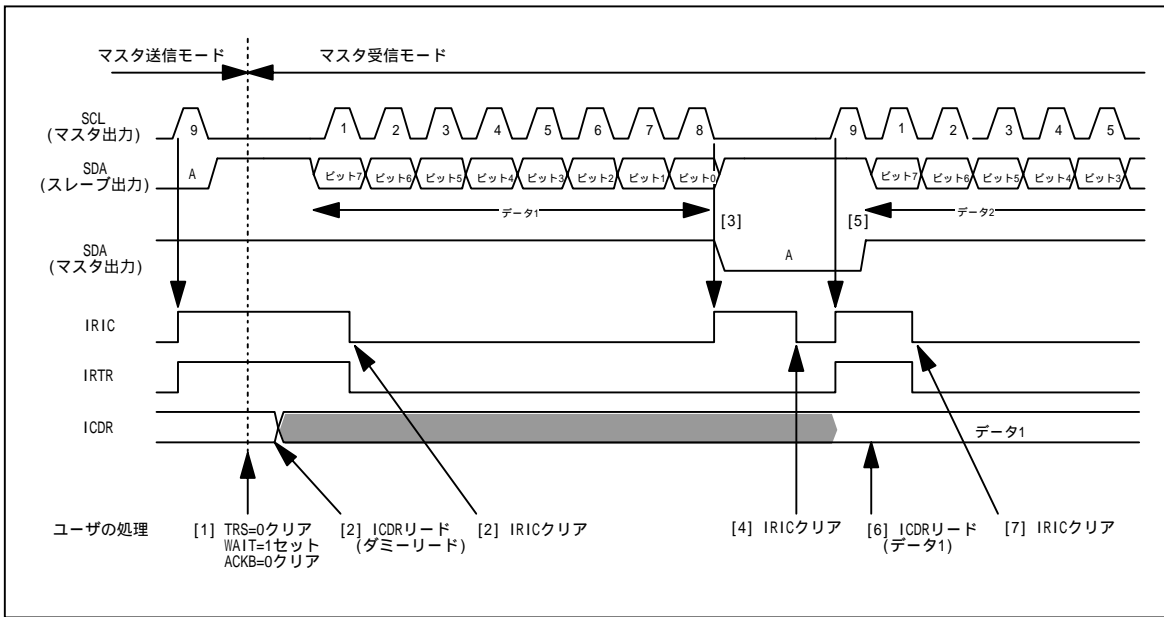 マスタ送信モード マスタ受信モード
SCL
(マスタ出力)
9 1 2 3 4 5 6 7 8 9 1 2 3 4 5
SDA
(スレーブ出力)
A ビット7 ビット6 ビット5 ビット4 ビット3 ビット2 ビット1 ビット0 ビット7 ビット6 ビット5 ビット4 ビット3
データ1 [3] [5] データ2
SDA
(マスタ出力)
A
IRIC
IRTR
ICDR
データ1
ユーザの処理 [1] TRS=0クリア [2] ICDRリード [2] IRICクリア [4] IRICクリア [6] ICDRリード [7] IRICクリア
WAIT=1セット (ダミーリード) (データ1)
ACKB=0クリア